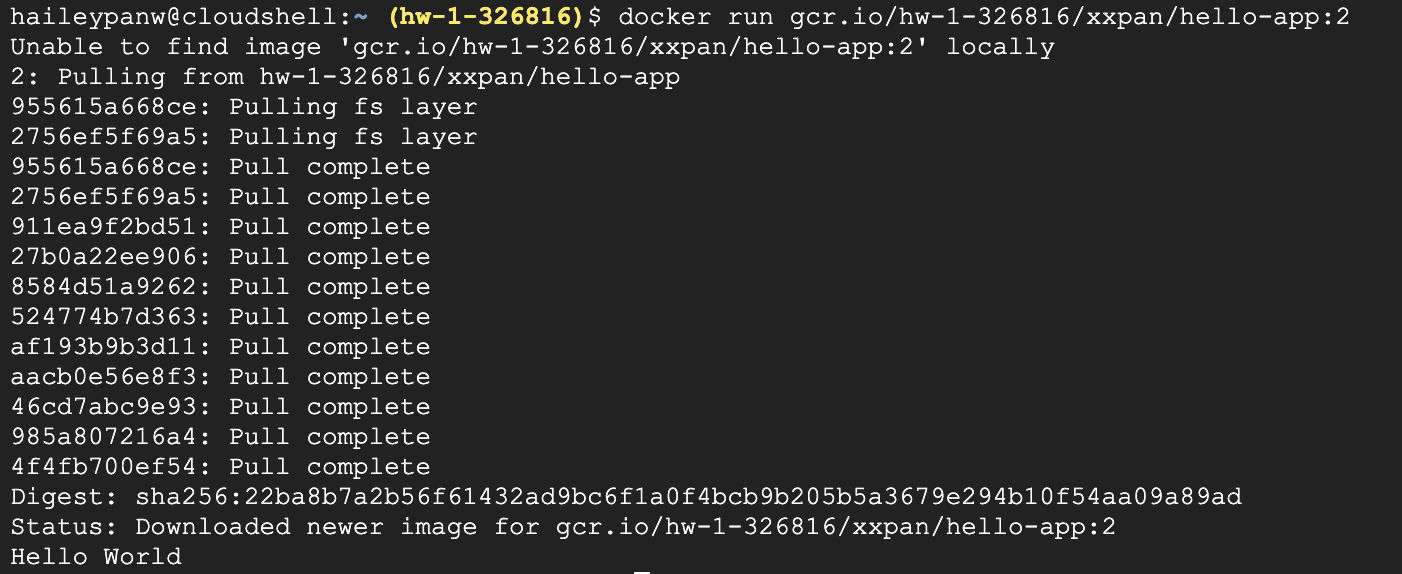 haileypanw@cloudshell:~ (hw-1-326816)$ docker run gcr.io/hw-1-326816/xxpan/hello-app:2
Unable to find image 'gcr.io/hw-1-326816/xxpan/hello-app:2' locally
2: Pulling from hw-1-326816/xxpan/hello-app
955615a668ce: Pulling fs layer
2756ef5f69a5: Pulling fs layer
955615a668ce: Pull complete
2756ef5f69a5: Pull complete
911ea9f2bd51: Pull complete
27b0a22ee906: Pull complete
8584d51a9262: Pull complete
524774b7d363: Pull complete
af193b9b3d11: Pull complete
aacb0e56e8f3: Pull complete
46cd7abc9e93: Pull complete
985a807216a4: Pull complete
4f4fb700ef54: Pull complete
Digest: sha256:22ba8b7a2b56f61432ad9bc6f1a0f4bcb9b205b5a3679e294b10f54aa09a89ad
Status: Downloaded newer image for gcr.io/hw-1-326816/xxpan/hello-app:2
Hello World